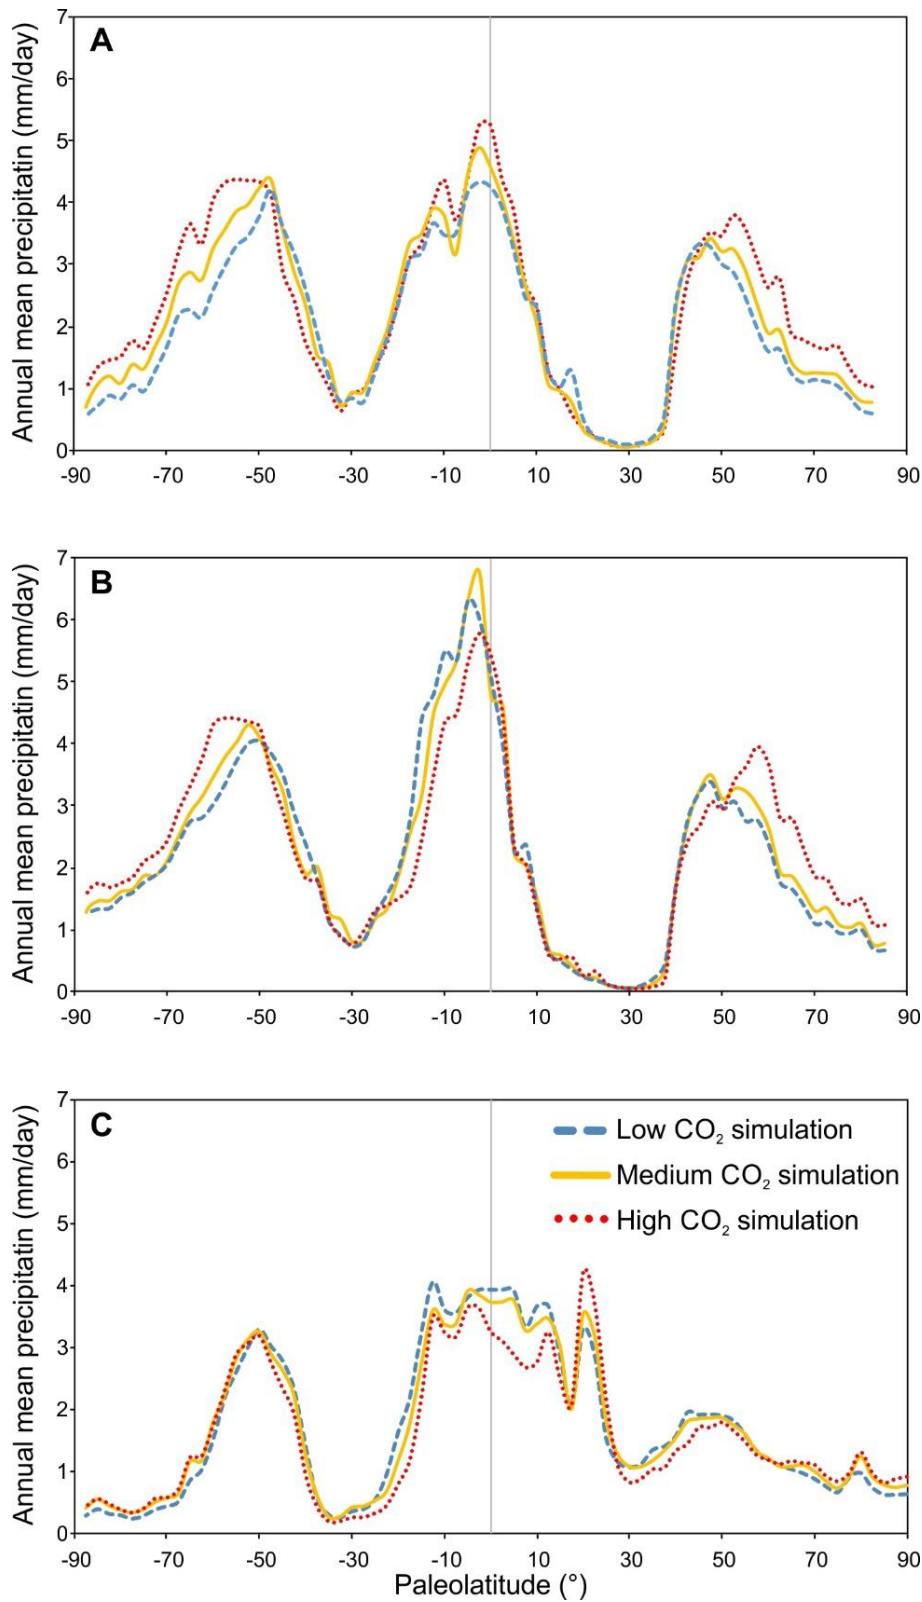 A
Annual mean precipitatin (mm/day)
7
6
5
4
3
2
1
0
-90 -70 -50 -30 -10 10 30 50 70 90
B
Annual mean precipitatin (mm/day)
7
6
5
4
3
2
1
0
-90 -70 -50 -30 -10 10 30 50 70 90
C
Annual mean precipitatin (mm/day)
7
6
5
4
3
2
1
0
Low CO₂ simulation
Medium CO₂ simulation
High CO₂ simulation
-90 -70 -50 -30 -10 10 30 50 70 90
Paleolatitude (°)